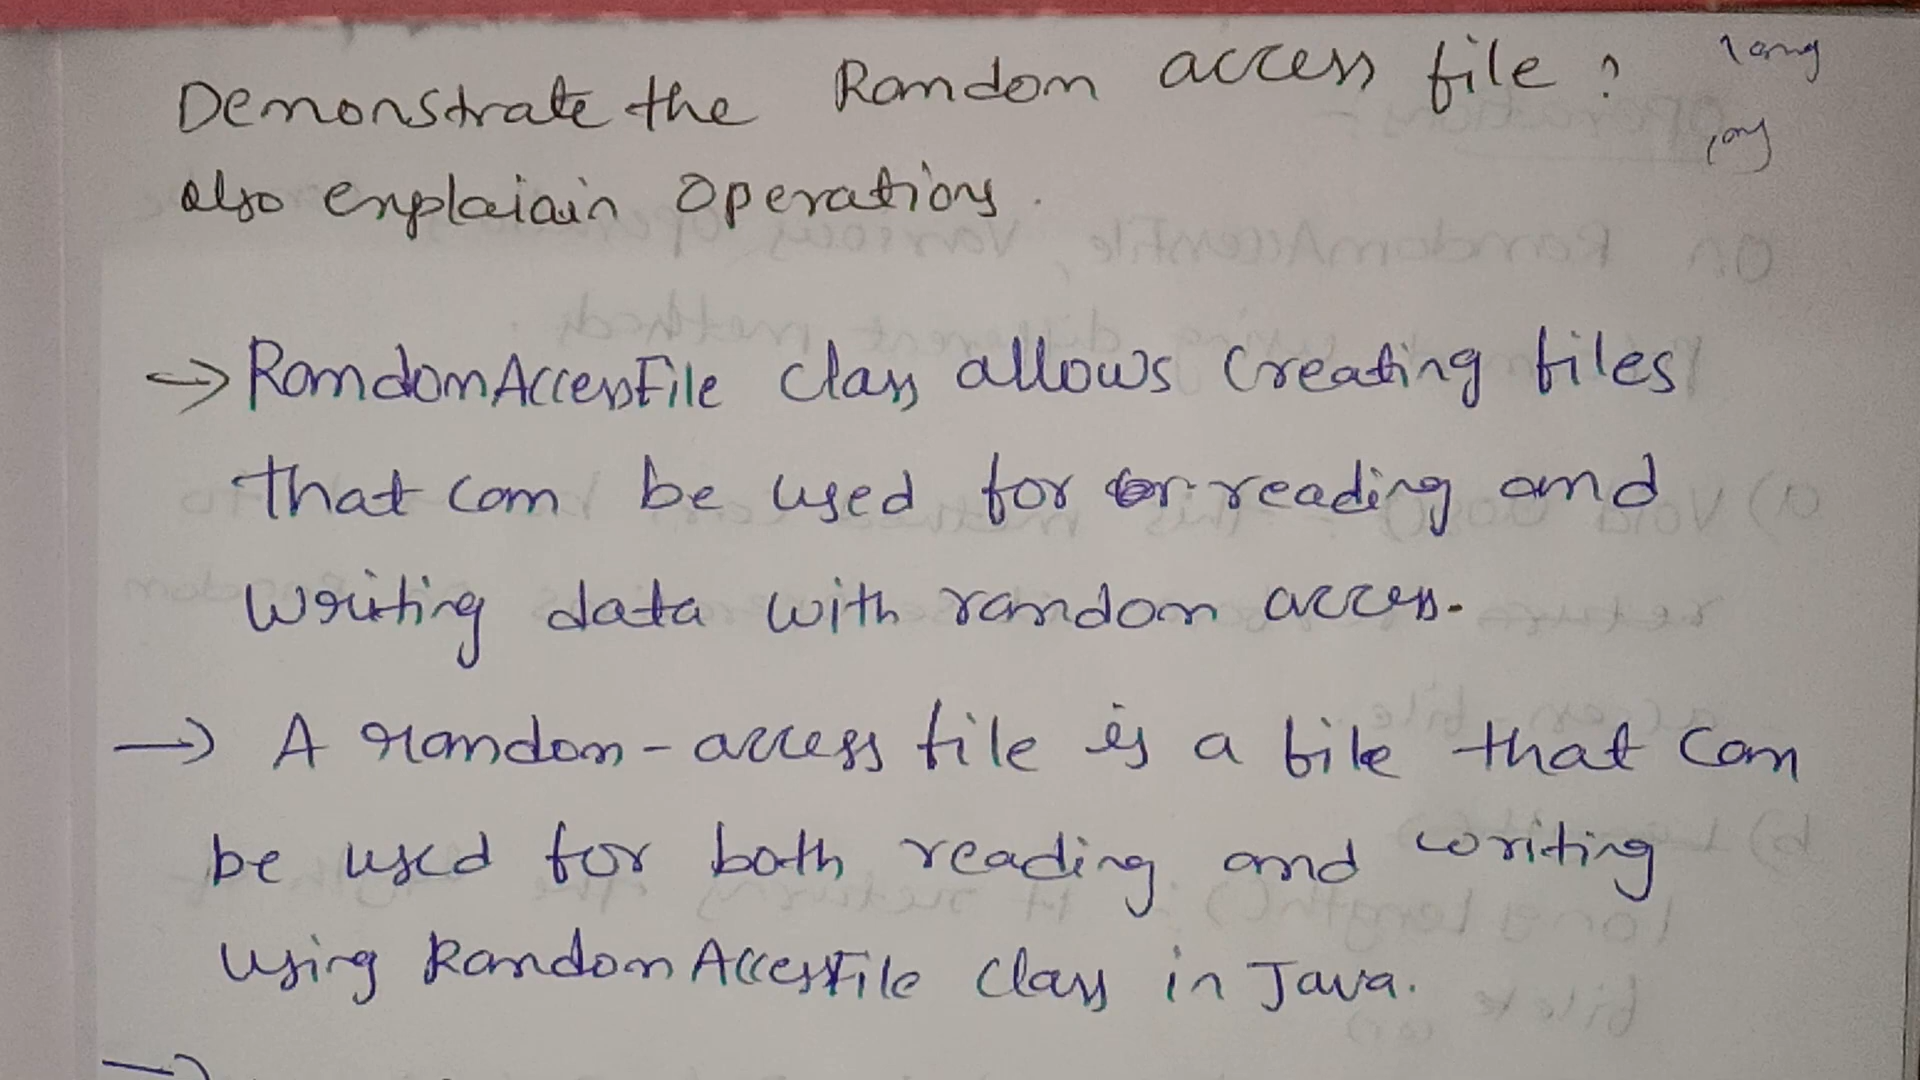 Demonstrate the Random access file ? long
also explaiain Operations.
→ RandomAccessFile class allows creating files
that can be used for reading and
writing data with random access.
→ A random-access file is a file that can
be used for both reading and writing
using RandomAccessFile class in Java.
→